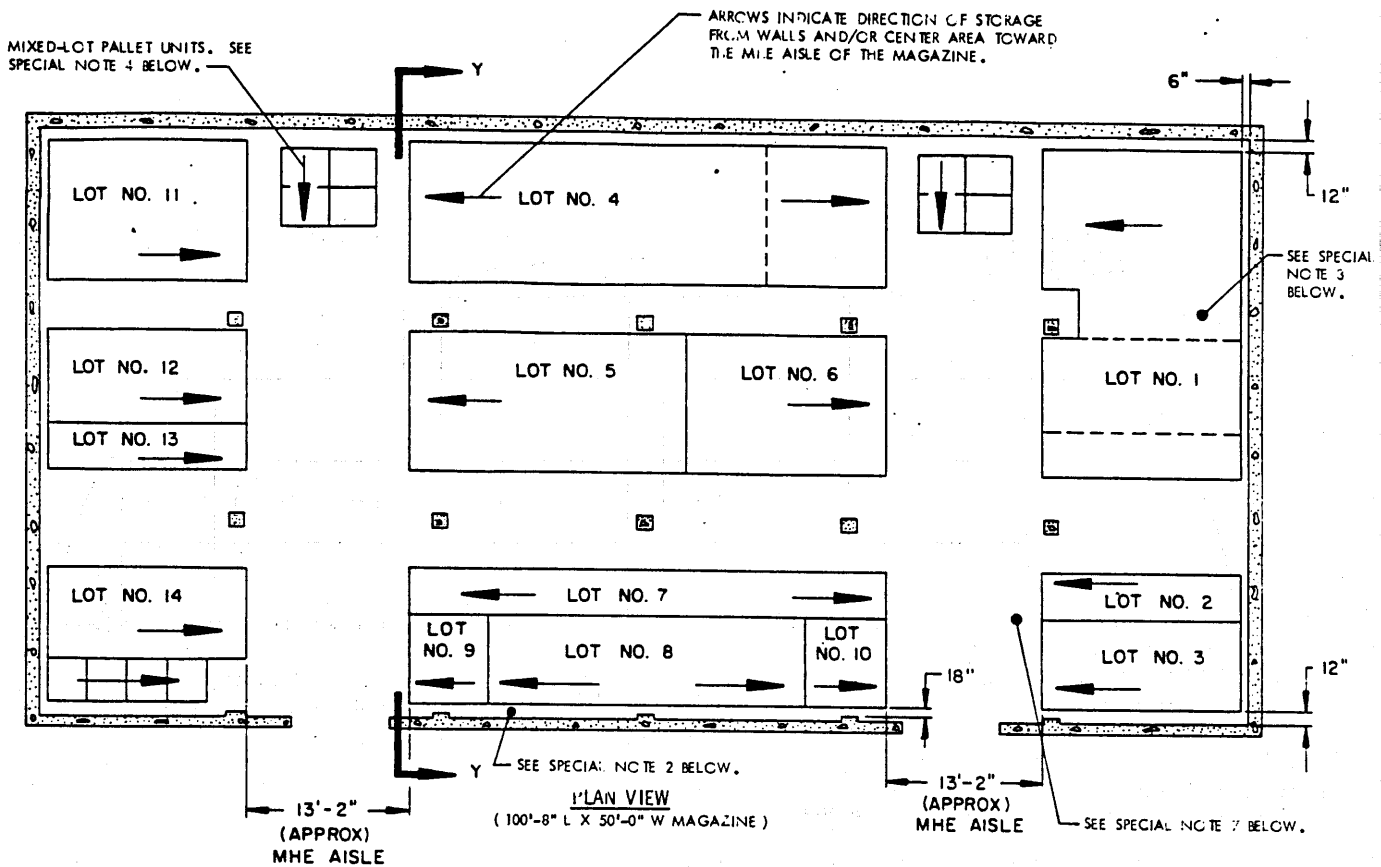 ARROWS INDICATE DIRECTION OF STORAGE
FROM WALLS AND/OR CENTER AREA TOWARD
THE MHE AISLE OF THE MAGAZINE.
MIXED-LOT PALLET UNITS. SEE
SPECIAL NOTE 4 BELOW.
Y
6"
12"
LOT NO. 11
LOT NO. 4
SEE SPECIAL
NOTE 3
BELOW.
LOT NO. 12
LOT NO. 13
LOT NO. 5
LOT NO. 6
LOT NO. 1
LOT NO. 14
LOT NO. 7
LOT NO. 2
LOT
NO. 9
LOT NO. 8
LOT
NO. 10
LOT NO. 3
18"
12"
Y
SEE SPECIAL NOTE 2 BELOW.
PLAN VIEW
(100'-8" L X 50'-0" W MAGAZINE)
13'-2"
(APPROX)
MHE AISLE
13'-2"
(APPROX)
MHE AISLE
SEE SPECIAL NOTE BELOW.